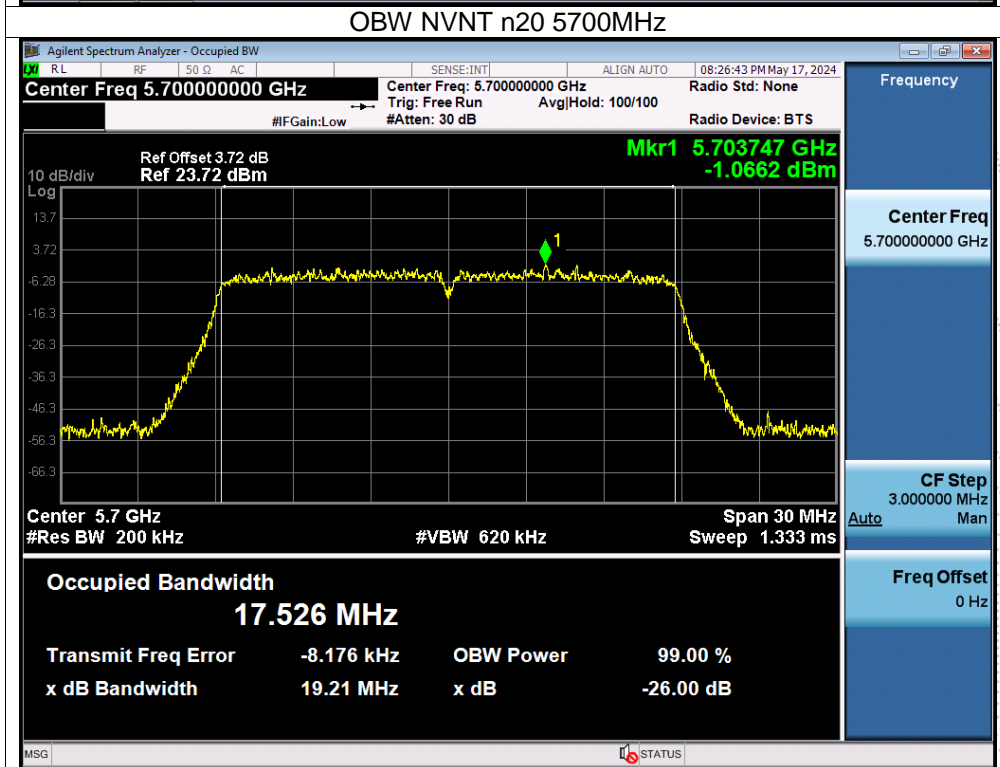 OBW NVNT n20 5700MHz
Agilent Spectrum Analyzer - Occupied BW
LXI RL RF 50 Ω AC SENSE:INT ALIGN AUTO 08:26:43 PM May 17, 2024
Center Freq 5.700000000 GHz
Center Freq: 5.700000000 GHz
Radio Std: None
Trig: Free Run Avg|Hold: 100/100
#IFGain:Low
#Atten: 30 dB
Radio Device: BTS
Frequency
Mkr1 5.703747 GHz
-1.0662 dBm
Ref Offset 3.72 dB
10 dB/div Ref 23.72 dBm
Log
13.7
3.72
-6.28
-16.3
-26.3
-36.3
-46.3
-56.3
-66.3
1
Center 5.7 GHz
Span 30 MHz
#Res BW 200 kHz
#VBW 620 kHz
Sweep 1.333 ms
Center Freq
5.700000000 GHz
CF Step
3.000000 MHz
Auto Man
Freq Offset
0 Hz
Occupied Bandwidth
17.526 MHz
Transmit Freq Error -8.176 kHz OBW Power 99.00 %
x dB Bandwidth 19.21 MHz x dB -26.00 dB
MSG STATUS